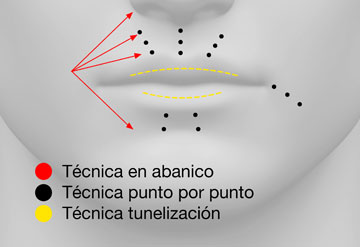 Técnica en abanico
Técnica punto por punto
Técnica tunelización